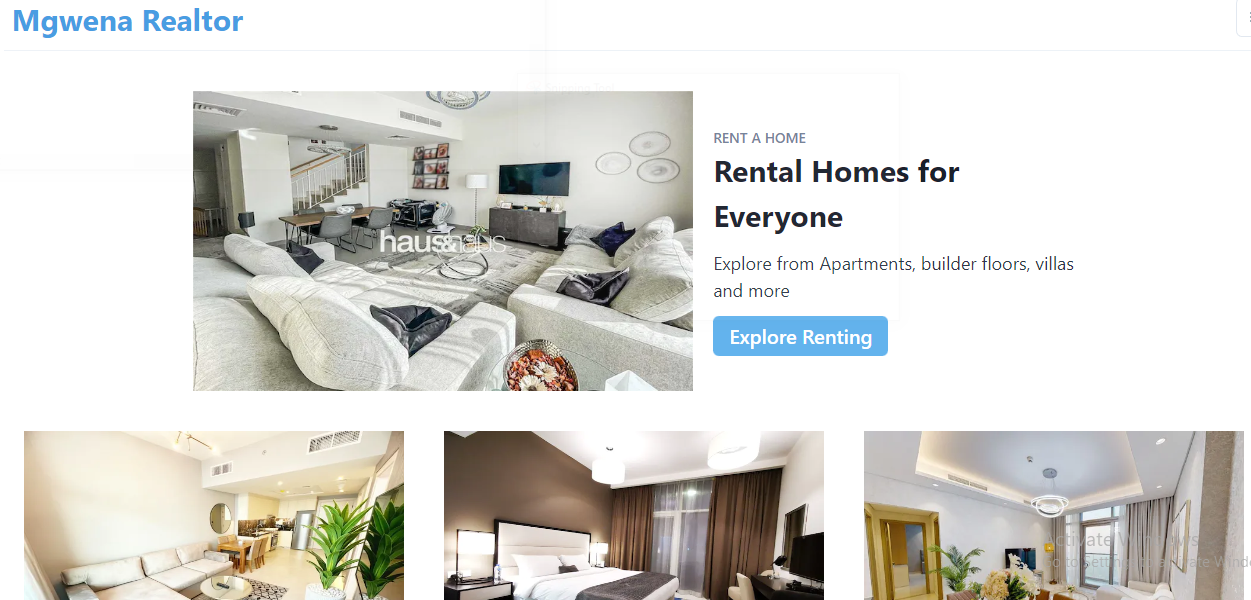 Mgwena Realtor
RENT A HOME
Rental Homes for
Everyone
haus&haus
Explore from Apartments, builder floors, villas
and more
Explore Renting
Activate Windows
Go to Settings to activate Windows